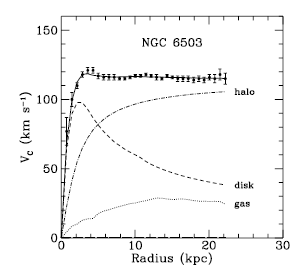 150
NGC 6503
halo
100
V_c (km s⁻¹)
50
disk
gas
0
0 10 20 30
Radius (kpc)